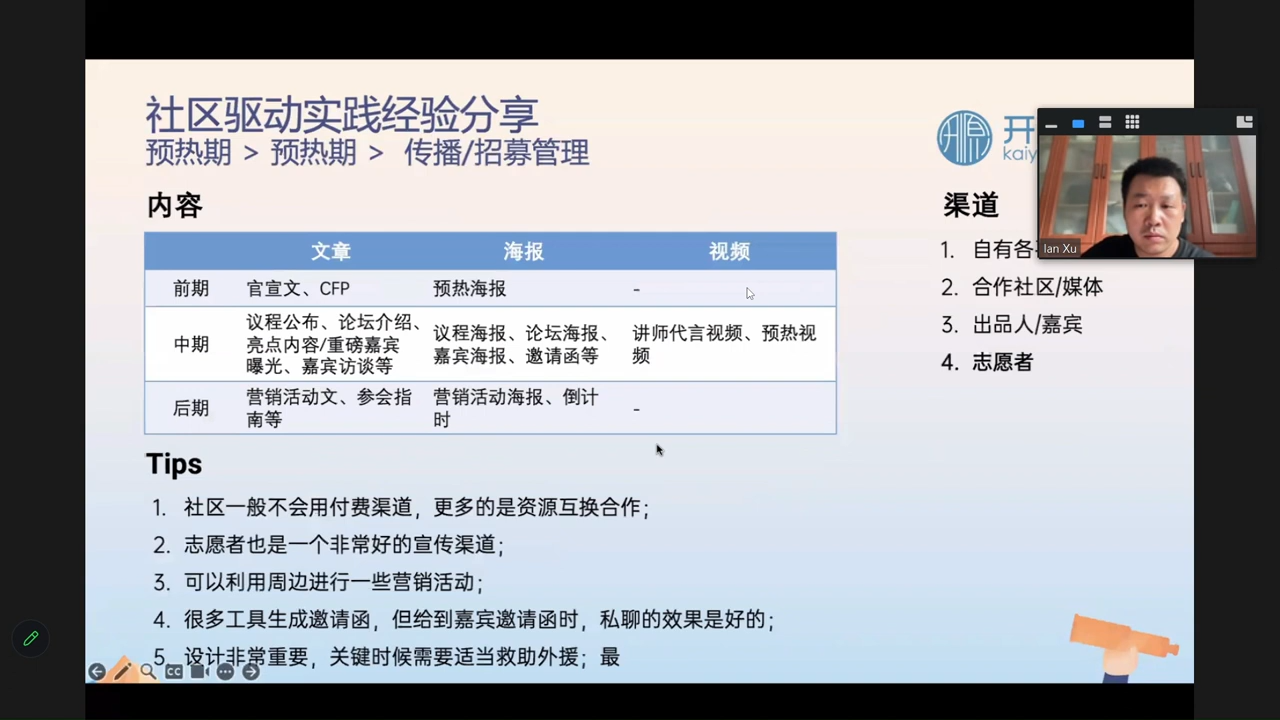 社区驱动实践经验分享
预热期 > 预热期 > 传播/招募管理
开
kaiy
内容
文章 海报 视频
前期 官宣文、CFP 预热海报 -
中期 议程公布、论坛介绍、亮点内容/重磅嘉宾曝光、嘉宾访谈等 议程海报、论坛海报、嘉宾海报、邀请函等 讲师代言视频、预热视频
后期 营销活动文、参会指南等 营销活动海报、倒计时 -
渠道
1. 自有各
2. 合作社区/媒体
3. 出品人/嘉宾
4. 志愿者
Ian Xu
Tips
1. 社区一般不会用付费渠道，更多的是资源互换合作；
2. 志愿者也是一个非常好的宣传渠道；
3. 可以利用周边进行一些营销活动；
4. 很多工具生成邀请函，但给到嘉宾邀请函时，私聊的效果是好的；
5. 设计非常重要，关键时候需要适当救助外援；最
CC